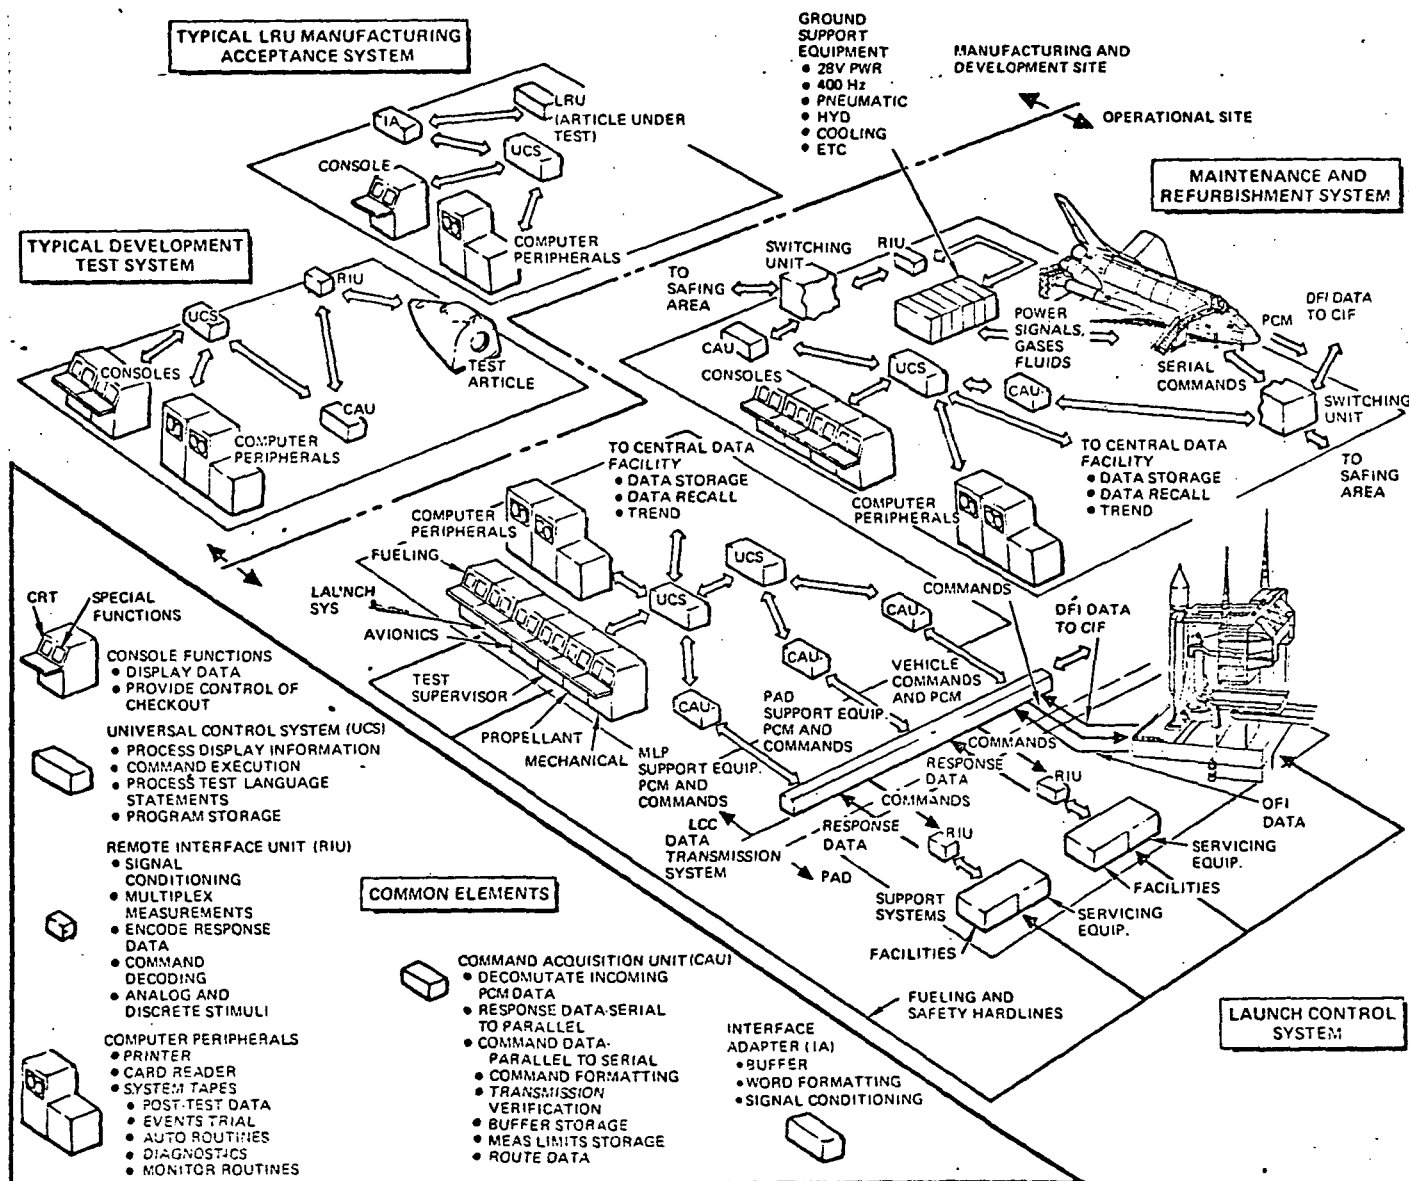 TYPICAL LRU MANUFACTURING
ACCEPTANCE SYSTEM
IA
LRU
(ARTICLE UNDER
TEST)
UCS
CONSOLE
COMPUTER
PERIPHERALS
GROUND
SUPPORT
EQUIPMENT
• 28V PWR
• 400 Hz
• PNEUMATIC
• HYD
• COOLING
• ETC
MANUFACTURING AND
DEVELOPMENT SITE
OPERATIONAL SITE
TYPICAL DEVELOPMENT
TEST SYSTEM
RIU
UCS
CONSOLES
TEST
ARTICLE
CAU
COMPUTER
PERIPHERALS
MAINTENANCE AND
REFURBISHMENT SYSTEM
SWITCHING
UNIT
RIU
TO
SAFING
AREA
CAU
CONSOLES
UCS
POWER
SIGNALS,
GASES
FLUIDS
CAU
SERIAL
COMMANDS
PCM
DFI DATA
TO CIF
SWITCHING
UNIT
TO
SAFING
AREA
COMPUTER
PERIPHERALS
TO CENTRAL DATA
FACILITY
• DATA STORAGE
• DATA RECALL
• TREND
TO CENTRAL DATA
FACILITY
• DATA STORAGE
• DATA RECALL
• TREND
COMPUTER
PERIPHERALS
FUELING
LAUNCH
SYS
AVIONICS
TEST
SUPERVISOR
PROPELLANT
MECHANICAL
UCS
UCS
CAU
CAU
CAU
COMMANDS
DFI DATA
TO CIF
VEHICLE
COMMANDS
AND PCM
PAD
SUPPORT EQUIP.
PCM AND
COMMANDS
MLP
SUPPORT EQUIP.
PCM AND
COMMANDS
LCC
DATA
TRANSMISSION
SYSTEM
PAD
COMMANDS
RESPONSE
DATA
RIU
COMMANDS
RESPONSE
DATA
RIU
OFI
DATA
SERVICING
EQUIP.
FACILITIES
SUPPORT
SYSTEMS
SERVICING
EQUIP.
FACILITIES
FUELING AND
SAFETY HARDLINES
LAUNCH CONTROL
SYSTEM
CRT
SPECIAL
FUNCTIONS
CONSOLE FUNCTIONS
• DISPLAY DATA
• PROVIDE CONTROL OF
CHECKOUT
UNIVERSAL CONTROL SYSTEM (UCS)
• PROCESS DISPLAY INFORMATION
• COMMAND EXECUTION
• PROCESS TEST LANGUAGE
STATEMENTS
• PROGRAM STORAGE
REMOTE INTERFACE UNIT (RIU)
• SIGNAL
CONDITIONING
• MULTIPLEX
MEASUREMENTS
• ENCODE RESPONSE
DATA
• COMMAND
DECODING
• ANALOG AND
DISCRETE STIMULI
COMPUTER PERIPHERALS
• PRINTER
• CARD READER
• SYSTEM TAPES
• POST-TEST DATA
• EVENTS TRIAL
• AUTO ROUTINES
• DIAGNOSTICS
• MONITOR ROUTINES
COMMON ELEMENTS
COMMAND ACQUISITION UNIT (CAU)
• DECOMUTATE INCOMING
PCM DATA
• RESPONSE DATA-SERIAL
TO PARALLEL
• COMMAND DATA-
PARALLEL TO SERIAL
• COMMAND FORMATTING
• TRANSMISSION
VERIFICATION
• BUFFER STORAGE
• MEAS LIMITS STORAGE
• ROUTE DATA
INTERFACE
ADAPTER (IA)
• BUFFER
• WORD FORMATTING
• SIGNAL CONDITIONING